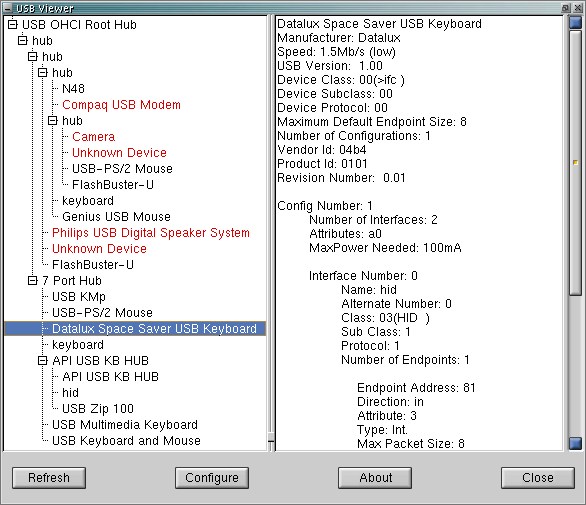 USB Viewer
USB OHCI Root Hub
hub
hub
hub
N48
Compaq USB Modem
hub
Camera
Unknown Device
USB-PS/2 Mouse
FlashBuster-U
keyboard
Genius USB Mouse
Philips USB Digital Speaker System
Unknown Device
FlashBuster-U
7 Port Hub
USB KMp
USB-PS/2 Mouse
Datalux Space Saver USB Keyboard
keyboard
API USB KB HUB
API USB KB HUB
hid
USB Zip 100
USB Multimedia Keyboard
USB Keyboard and Mouse
Datalux Space Saver USB Keyboard
Manufacturer: Datalux
Speed: 1.5Mb/s (low)
USB Version:  1.00
Device Class: 00(>ifc )
Device Subclass: 00
Device Protocol: 00
Maximum Default Endpoint Size: 8
Number of Configurations: 1
Vendor Id: 04b4
Product Id: 0101
Revision Number:  0.01
Config Number: 1
Number of Interfaces: 2
Attributes: a0
MaxPower Needed: 100mA
Interface Number: 0
Name: hid
Alternate Number: 0
Class: 03(HID  )
Sub Class: 1
Protocol: 1
Number of Endpoints: 1
Endpoint Address: 81
Direction: in
Attribute: 3
Type: Int.
Max Packet Size: 8
Refresh
Configure
About
Close